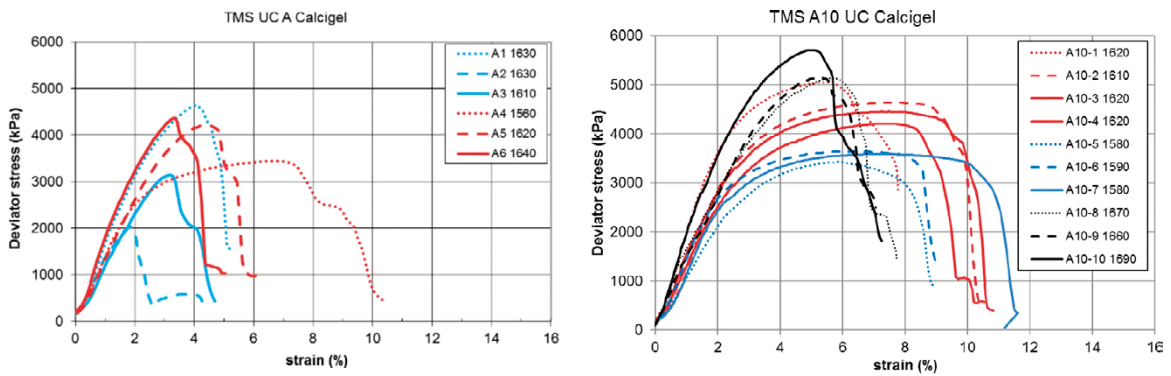 TMS UC A Calcigel
6000
5000
4000
3000
2000
1000
0
Deviator stress (kPa)
0 2 4 6 8 10 12 14 16
strain (%)
A1 1630
A2 1630
A3 1610
A4 1560
A5 1620
A6 1640
TMS A10 UC Calcigel
6000
5000
4000
3000
2000
1000
0
Deviator stress (kPa)
0 2 4 6 8 10 12 14 16
strain (%)
A10-1 1620
A10-2 1610
A10-3 1620
A10-4 1620
A10-5 1580
A10-6 1590
A10-7 1580
A10-8 1670
A10-9 1660
A10-10 1690